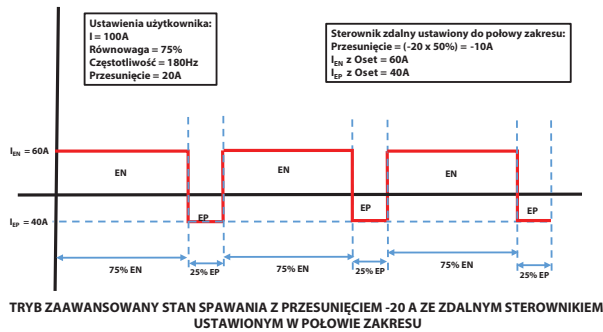 Ustawienia użytkownika:
I = 100A
Równowaga = 75%
Częstotliwość = 180Hz
Przesunięcie = 20A
Sterownik zdalny ustawiony do połowy zakresu:
Przesunięcie = (-20 x 50%) = -10A
IEN z Oset = 60A
IEP z Oset = 40A
IEN = 60A
EN
EN
EN
EP
EP
EP
IEP = 40A
75% EN
25% EP
75% EN
25% EP
75% EN
25% EP
TRYB ZAAWANSOWANY STAN SPAWANIA Z PRZESUNIĘCIEM -20 A ZE ZDALNYM STEROWNIKIEM
USTAWIONYM W POŁOWIE ZAKRESU